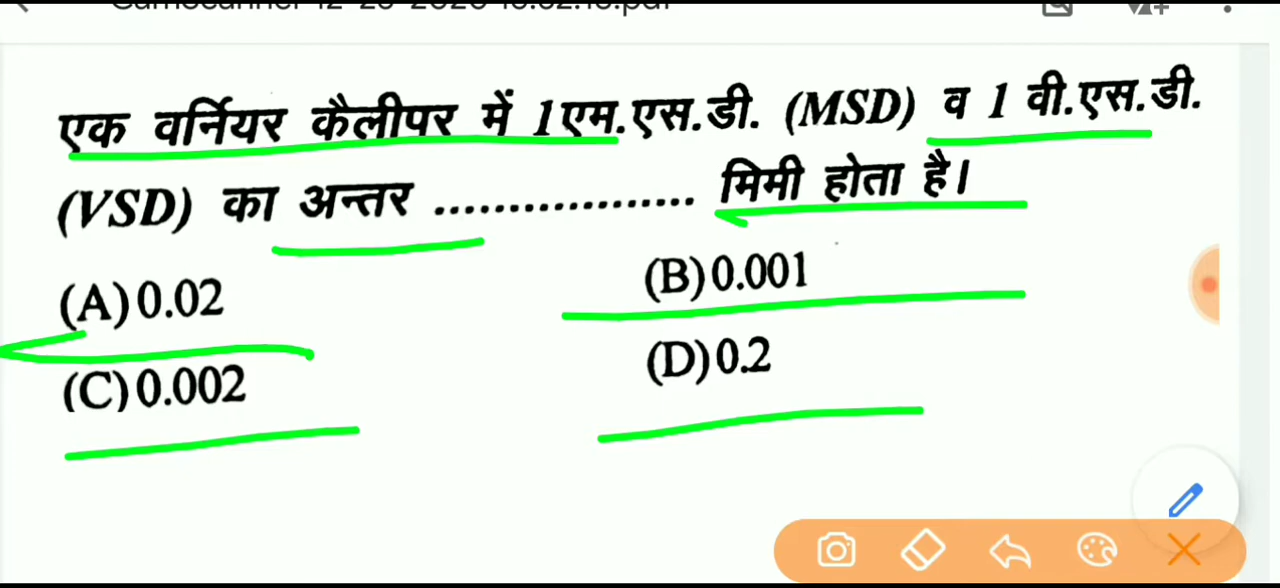 एक वर्नियर कैलीपर में 1एम.एस.डी. (MSD) व 1 वी.एस.डी.
(VSD) का अन्तर .................. मिमी होता है।
(A) 0.02
(B) 0.001
(C) 0.002
(D) 0.2